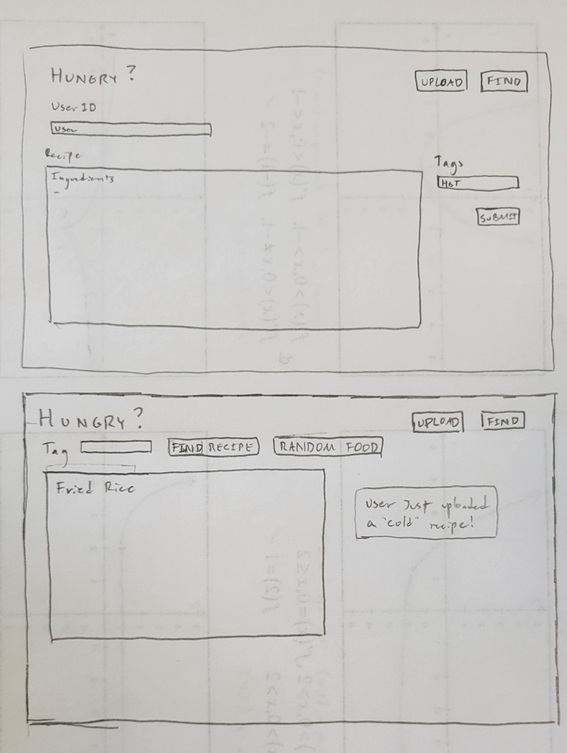 HUNGRY?
UPLOAD FIND
User ID
User
Recipe
Tags
Ingredients
HOT
SUBMIT
HUNGRY?
UPLOAD FIND
Tag FIND RECIPE RANDOM FOOD
Fried Rice
User Just uploaded
a "cold" recipe!